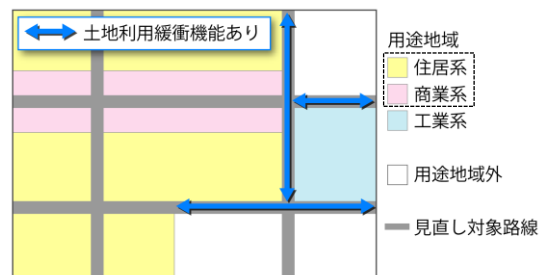 土地利用緩衝機能あり
用途地域
住居系
商業系
工業系
用途地域外
見直し対象路線